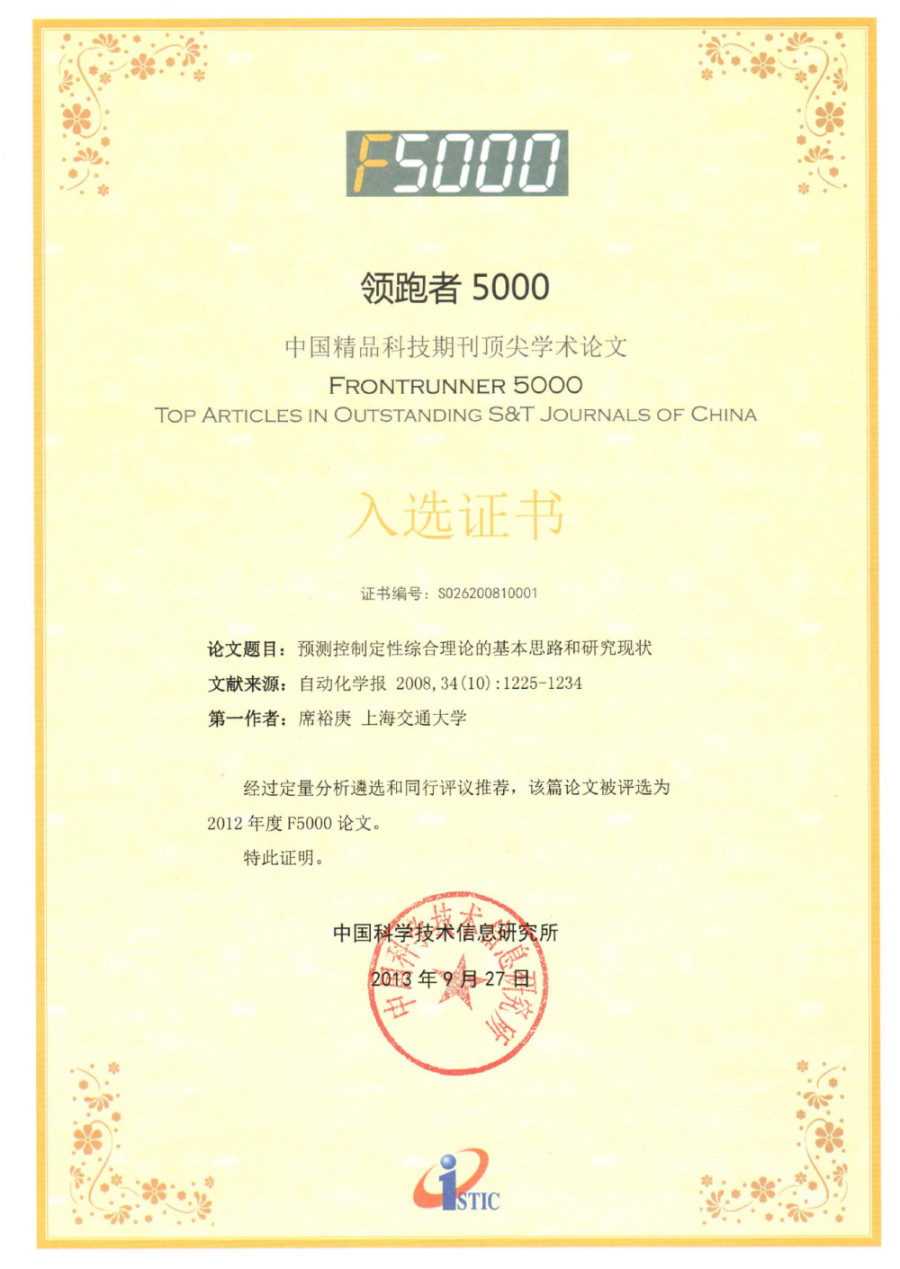 F5000
领跑者 5000
中国精品科技期刊顶尖学术论文
FRONTRUNNER 5000
TOP ARTICLES IN OUTSTANDING S&T JOURNALS OF CHINA
入选证书
证书编号：S026200810001
论文题目：预测控制定性综合理论的基本思路和研究现状
文献来源：自动化学报 2008,34(10):1225-1234
第一作者：席裕庚 上海交通大学
经过定量分析遴选和同行评议推荐，该篇论文被评选为
2012 年度 F5000 论文。
特此证明。
中国科学技术信息研究所
2013 年 9 月 27 日
中国科学技术信息研究所
iSTIC